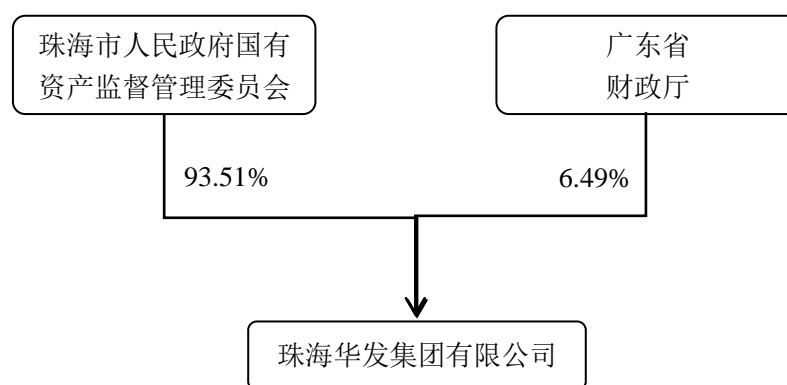 珠海市人民政府国有
资产监督管理委员会
广东省
财政厅
93.51%
6.49%
珠海华发集团有限公司